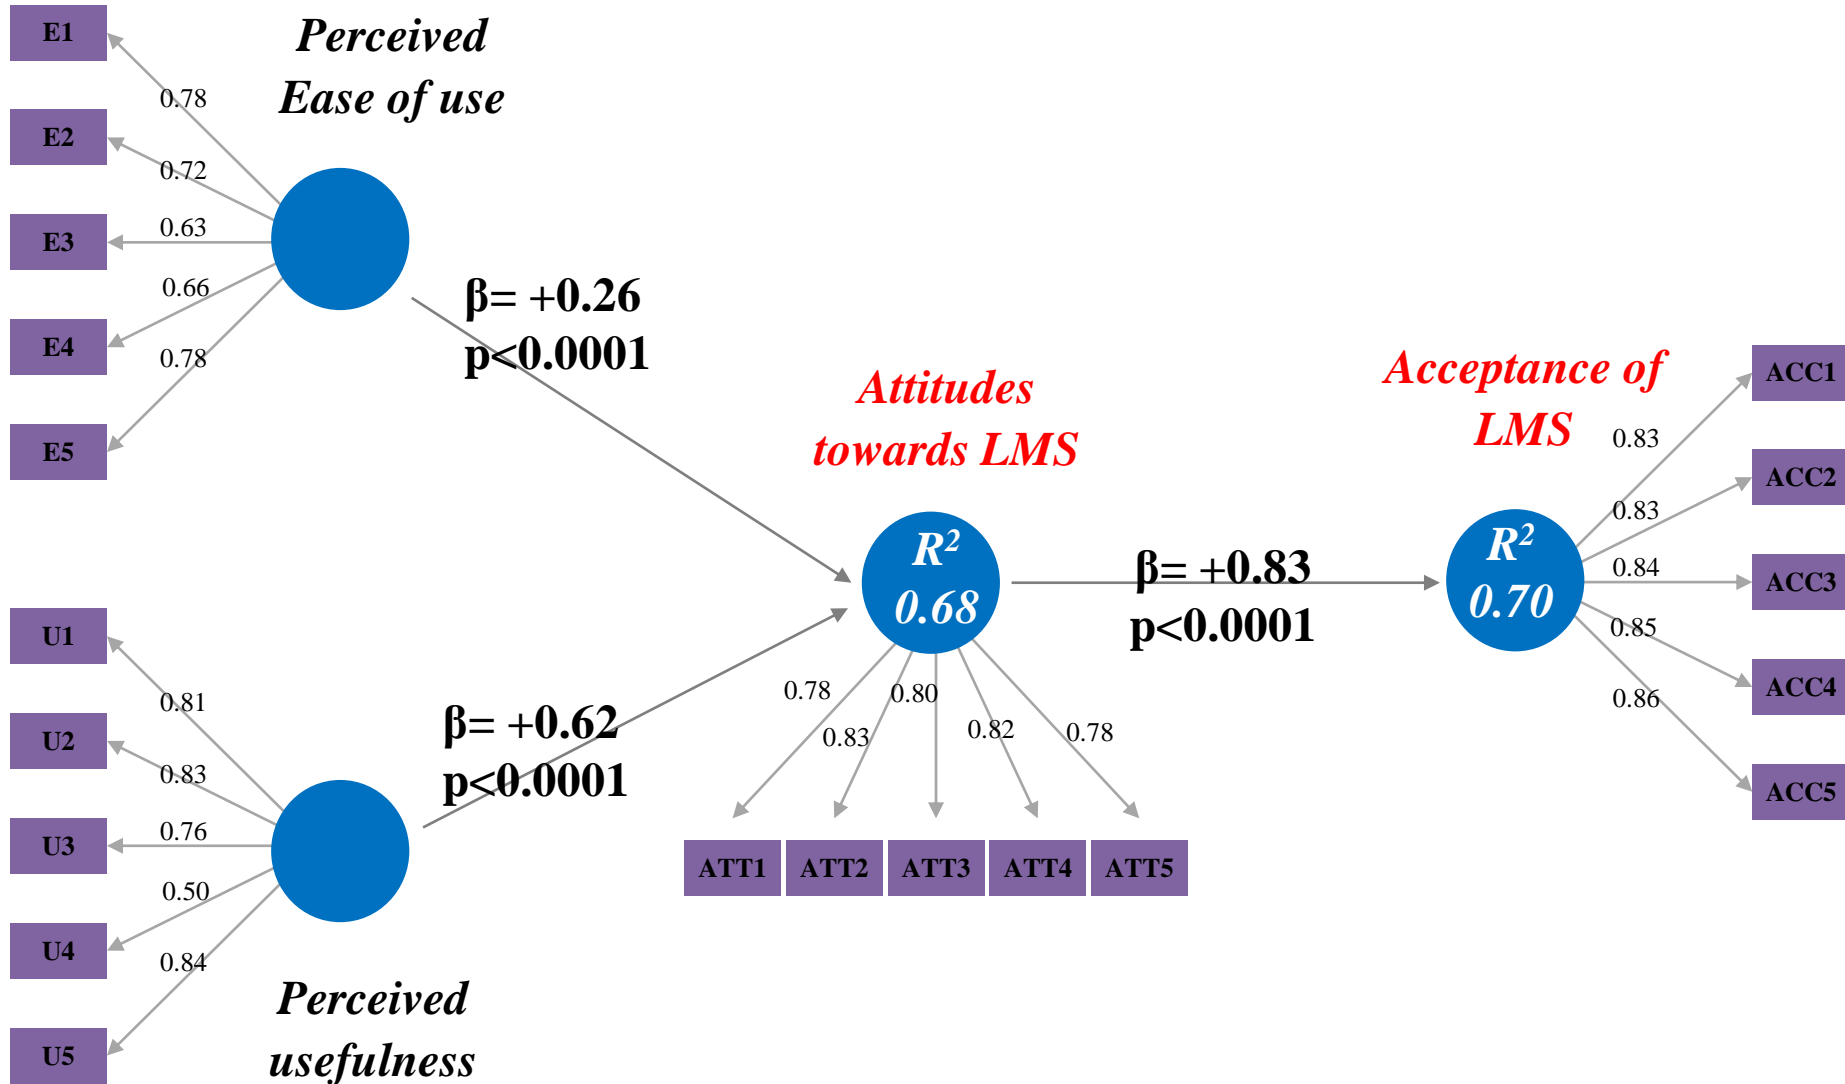 E1
E2
E3
E4
E5
Perceived
Ease of use
0.78
0.72
0.63
0.66
0.78
β= +0.26
p<0.0001
U1
U2
U3
U4
U5
0.81
0.83
0.76
0.50
0.84
Perceived
usefulness
β= +0.62
p<0.0001
Attitudes
towards LMS
R²
0.68
0.78
0.83
0.80
0.82
0.78
ATT1
ATT2
ATT3
ATT4
ATT5
β= +0.83
p<0.0001
Acceptance of
LMS
R²
0.70
0.83
0.83
0.84
0.85
0.86
ACC1
ACC2
ACC3
ACC4
ACC5